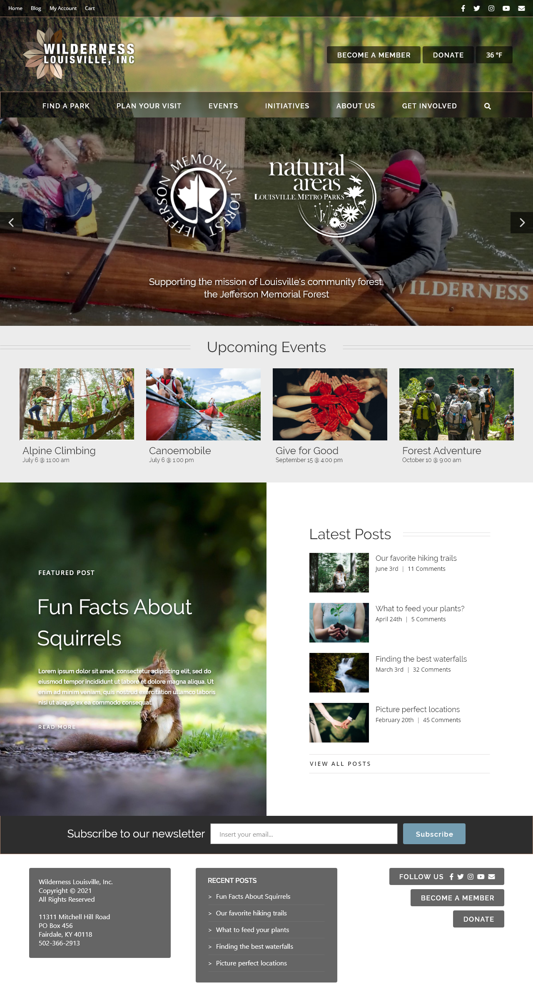 Home Blog My Account Cart
WILDERNESS
LOUISVILLE, INC
BECOME A MEMBER DONATE 36 °F
FIND A PARK PLAN YOUR VISIT EVENTS INITIATIVES ABOUT US GET INVOLVED
JEFFERSON MEMORIAL FOREST
natural
areas
LOUISVILLE METRO PARKS
Supporting the mission of Louisville's community forest,
the Jefferson Memorial Forest
WILDERNESS
Upcoming Events
Alpine Climbing
July 6 @ 11:00 am
Canoemobile
July 6 @ 1:00 pm
Give for Good
September 15 @ 4:00 pm
Forest Adventure
October 10 @ 9:00 am
FEATURED POST
Fun Facts About
Squirrels
Lorem ipsum dolor sit amet, consectetur adipiscing elit, sed do
eiusmod tempor incididunt ut labore et dolore magna aliqua. Ut
enim ad minim veniam, quis nostrud exercitation ullamco laboris
nisi ut aliquip ex ea commodo consequat.
READ MORE
Latest Posts
Our favorite hiking trails
June 3rd | 11 Comments
What to feed your plants?
April 24th | 5 Comments
Finding the best waterfalls
March 3rd | 32 Comments
Picture perfect locations
February 20th | 45 Comments
VIEW ALL POSTS
Subscribe to our newsletter Insert your email... Subscribe
Wilderness Louisville, Inc.
Copyright © 2021
All Rights Reserved
11311 Mitchell Hill Road
PO Box 456
Fairdale, KY 40118
502-366-2913
RECENT POSTS
> Fun Facts About Squirrels
> Our favorite hiking trails
> What to feed your plants
> Finding the best waterfalls
> Picture perfect locations
FOLLOW US
BECOME A MEMBER
DONATE